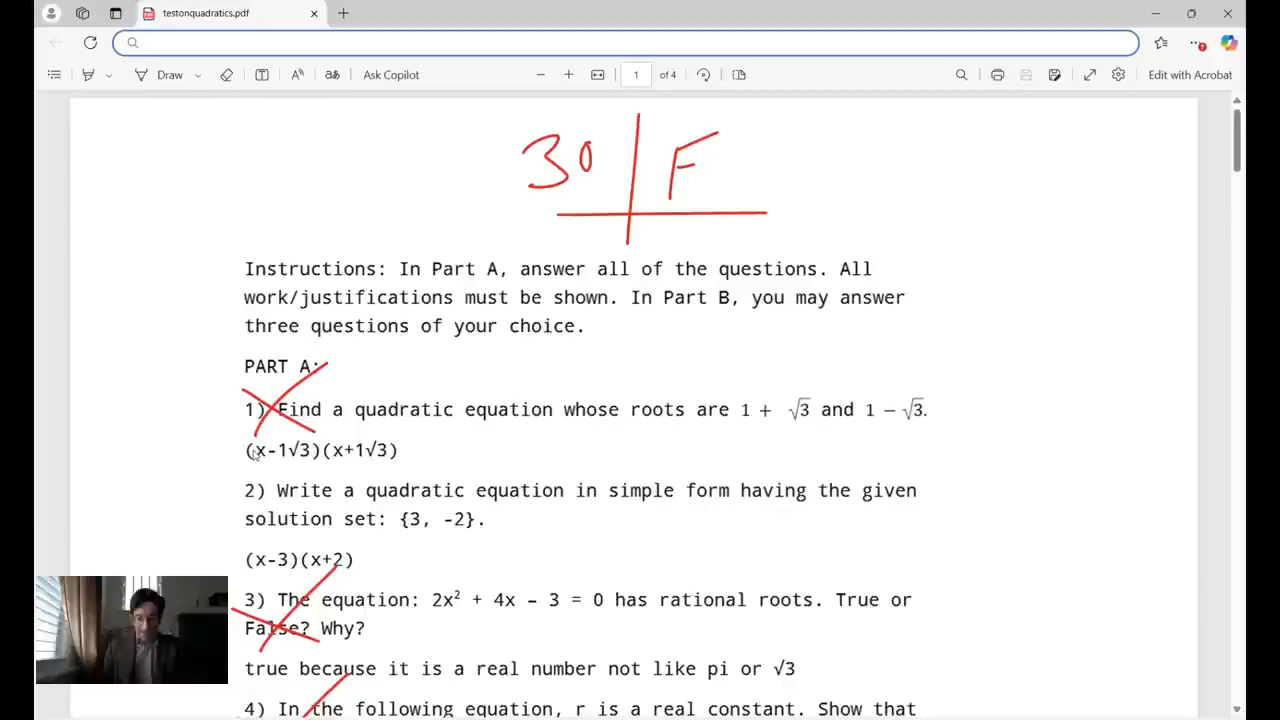 testonquadratics.pdf
Draw
Ask Copilot
1 of 4
Edit with Acrobat
30 F
Instructions: In Part A, answer all of the questions. All
work/justifications must be shown. In Part B, you may answer
three questions of your choice.
PART A:
1) Find a quadratic equation whose roots are 1 + √3 and 1 − √3.
(x-1√3)(x+1√3)
2) Write a quadratic equation in simple form having the given
solution set: {3, -2}.
(x-3)(x+2)
3) The equation: 2x² + 4x – 3 = 0 has rational roots. True or
False? Why?
true because it is a real number not like pi or √3
4) In the following equation, r is a real constant. Show that